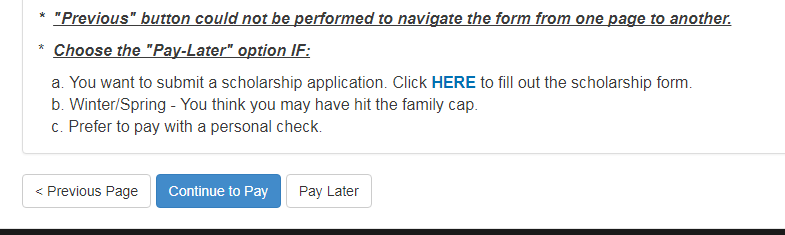 * "Previous" button could not be performed to navigate the form from one page to another.
* Choose the "Pay-Later" option IF:
a. You want to submit a scholarship application. Click HERE to fill out the scholarship form.
b. Winter/Spring - You think you may have hit the family cap.
c. Prefer to pay with a personal check.
< Previous Page Continue to Pay Pay Later